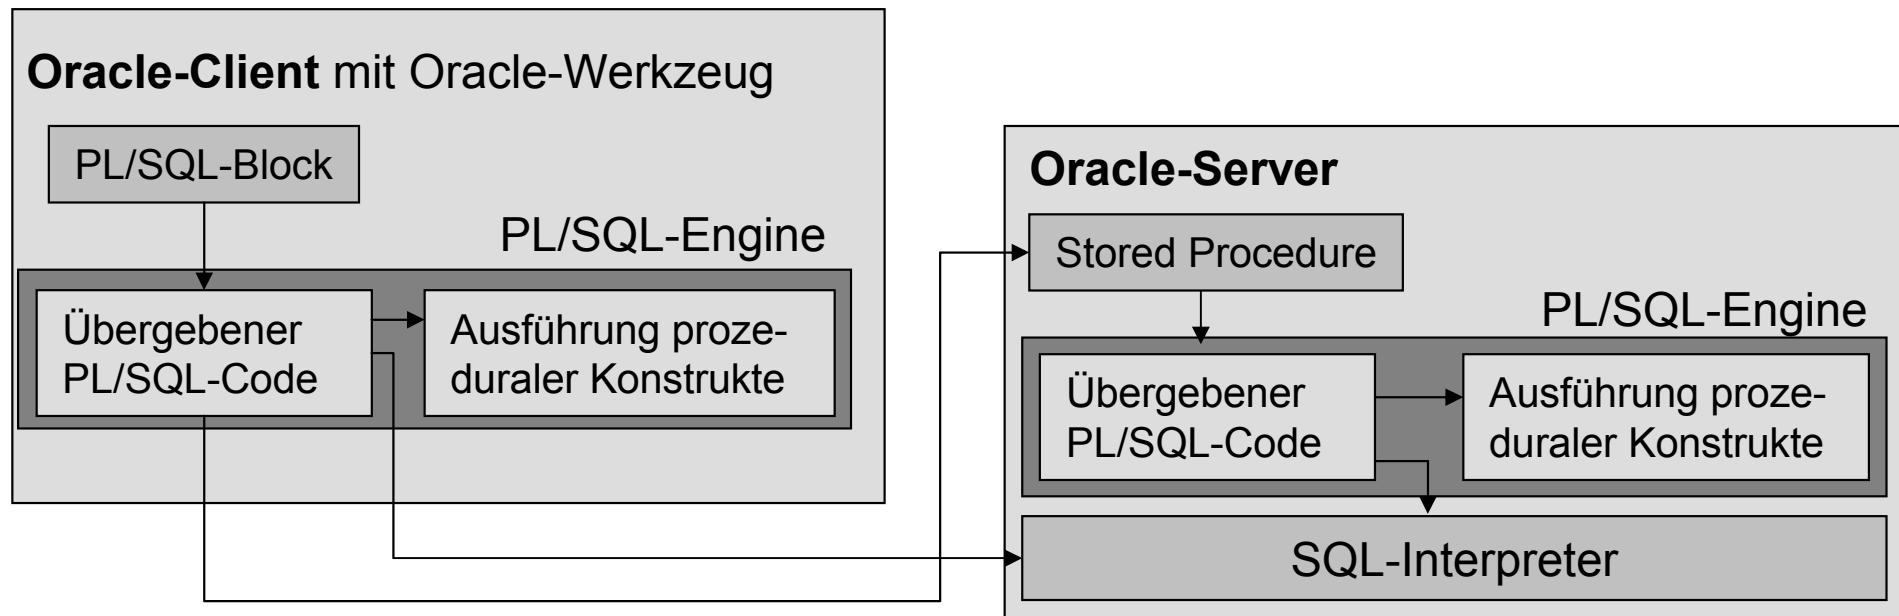 Oracle-Client mit Oracle-Werkzeug
PL/SQL-Block
PL/SQL-Engine
Übergebener
PL/SQL-Code
Ausführung proze-
duraler Konstrukte
Oracle-Server
Stored Procedure
PL/SQL-Engine
Übergebener
PL/SQL-Code
Ausführung proze-
duraler Konstrukte
SQL-Interpreter